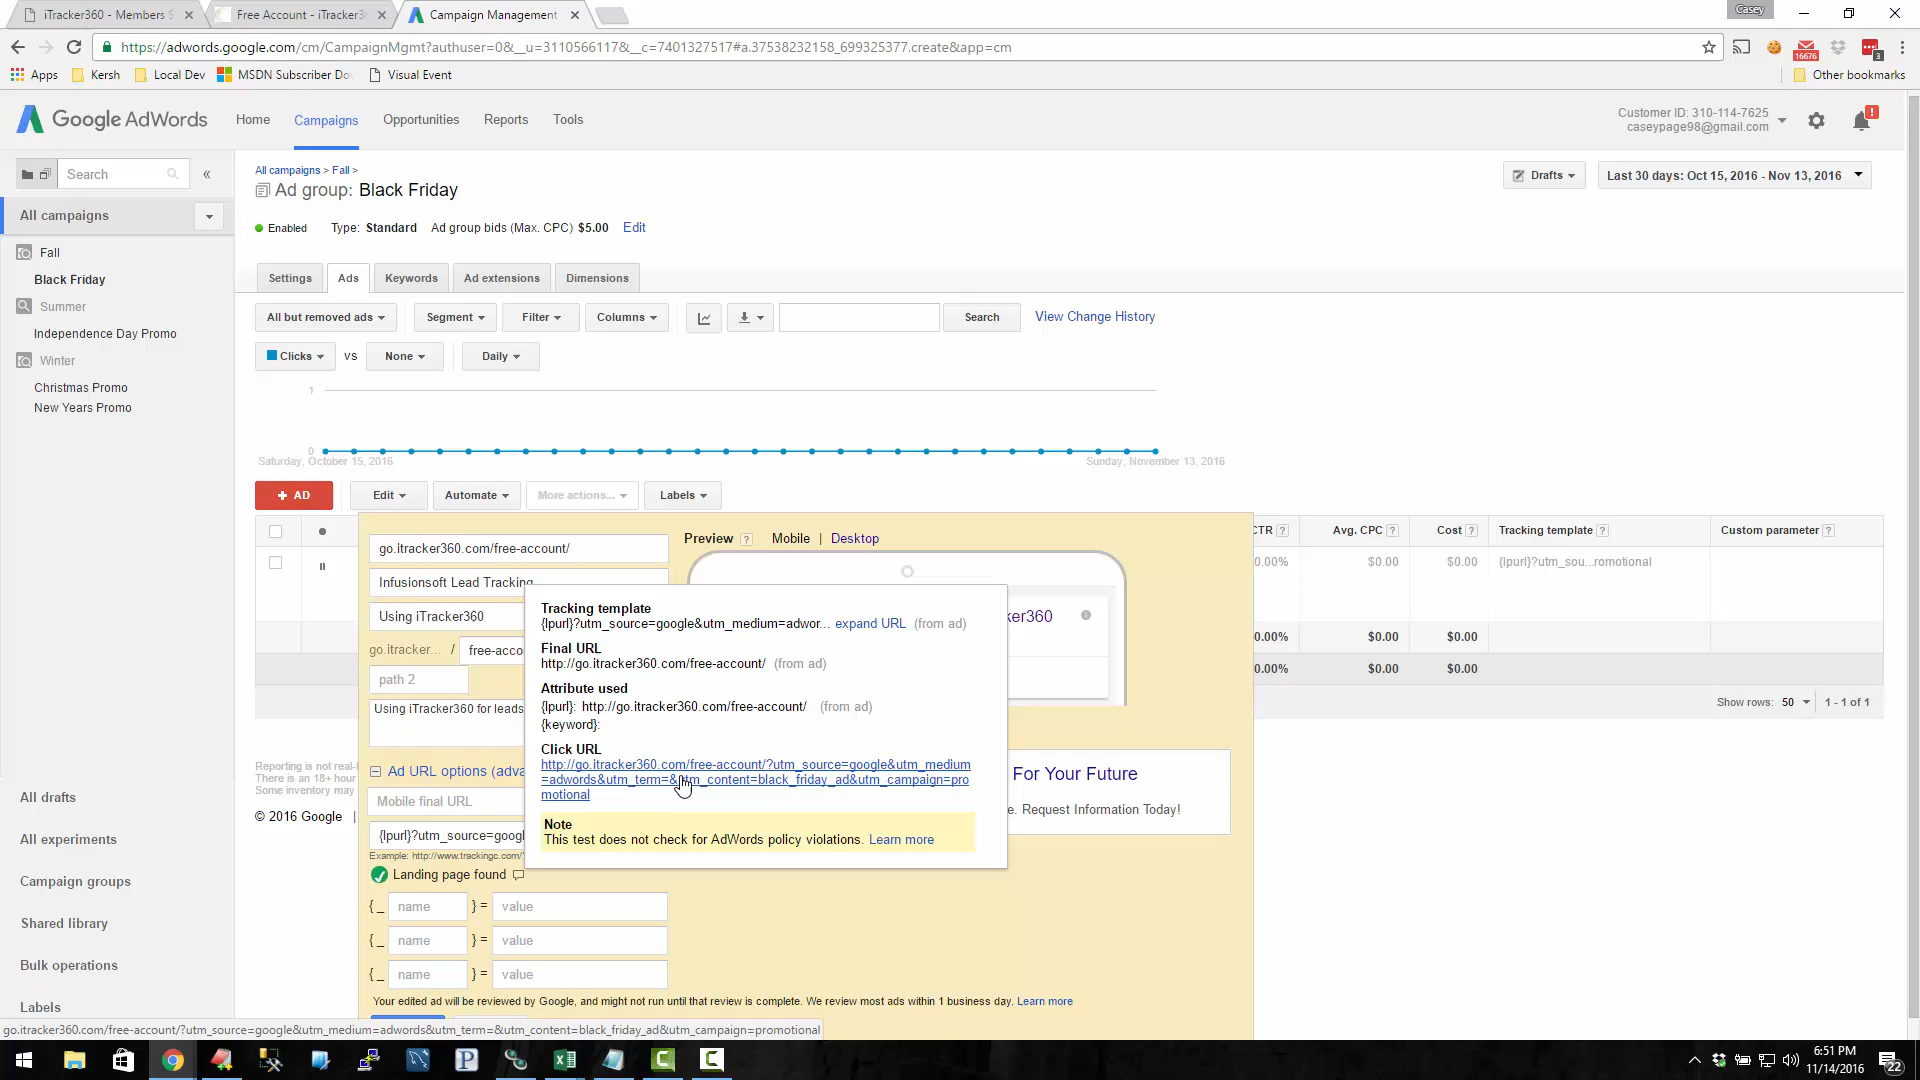 iTracker360 - Members S
Free Account - iTracker3
Campaign Management
Casey
https://adwords.google.com/cm/CampaignMgmt?authuser=0&__u=3110566117&__c=7401327517#a.37538232158_699325377.create&app=cm
16676
3
Apps
Kersh
Local Dev
MSDN Subscriber Do
Visual Event
Other bookmarks
Google AdWords
Home
Campaigns
Opportunities
Reports
Tools
Customer ID: 310-114-7625
caseypage98@gmail.com
!
Search
«
All campaigns > Fall >
Ad group: Black Friday
Drafts
Last 30 days: Oct 15, 2016 - Nov 13, 2016
All campaigns
Enabled
Type: Standard
Ad group bids (Max. CPC) $5.00
Edit
Fall
Black Friday
Summer
Independence Day Promo
Winter
Christmas Promo
New Years Promo
Settings
Ads
Keywords
Ad extensions
Dimensions
All but removed ads
Segment
Filter
Columns
Search
View Change History
Clicks
vs
None
Daily
1
0
Saturday, October 15, 2016
Sunday, November 13, 2016
+ AD
Edit
Automate
More actions...
Labels
CTR ?
Avg. CPC ?
Cost ?
Tracking template ?
Custom parameter ?
0.00%
$0.00
$0.00
{lpurl}?utm_sou...romotional
0.00%
$0.00
$0.00
0.00%
$0.00
$0.00
Show rows: 50
1 - 1 of 1
go.itracker360.com/free-account/
Infusionsoft Lead Tracking
Using iTracker360
go.itracker... /
free-acco
path 2
Using iTracker360 for leads
Ad URL options (adva
Mobile final URL
{lpurl}?utm_source=googl
Example: http://www.trackingc.com/?
Landing page found
{ _ name } = value
{ _ name } = value
{ _ name } = value
Your edited ad will be reviewed by Google, and might not run until that review is complete. We review most ads within 1 business day. Learn more
Preview ?
Mobile | Desktop
ker360
For Your Future
e. Request Information Today!
Tracking template
{lpurl}?utm_source=google&utm_medium=adwor... expand URL (from ad)
Final URL
http://go.itracker360.com/free-account/ (from ad)
Attribute used
{lpurl}: http://go.itracker360.com/free-account/ (from ad)
{keyword}:
Click URL
http://go.itracker360.com/free-account/?utm_source=google&utm_medium
=adwords&utm_term=&utm_content=black_friday_ad&utm_campaign=pro
motional
Note
This test does not check for AdWords policy violations. Learn more
Reporting is not real-t
There is an 18+ hour
Some inventory may
© 2016 Google |
All drafts
All experiments
Campaign groups
Shared library
Bulk operations
Labels
go.itracker360.com/free-account/?utm_source=google&utm_medium=adwords&utm_term=&utm_content=black_friday_ad&utm_campaign=promotional
6:51 PM
11/14/2016
22